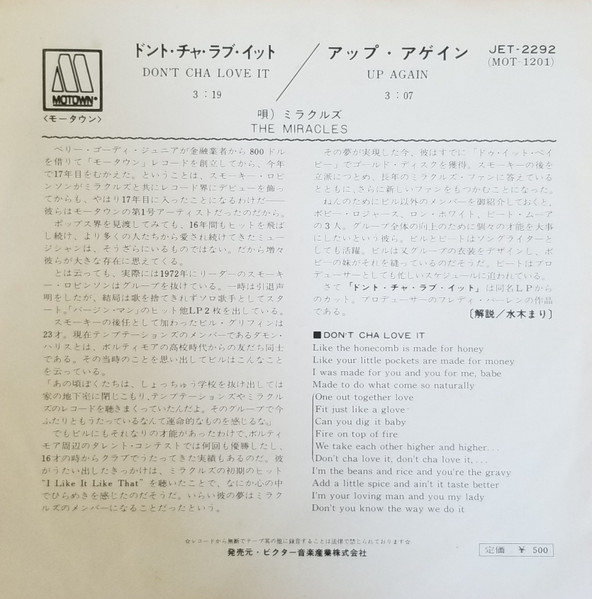 MOTOWN
〈モータウン〉
ドント・チャ・ラブ・イット
DON'T CHA LOVE IT
3：19
アップ・アゲイン
UP AGAIN
3：07
JET-2292
(MOT-1201)
唄）ミラクルズ
THE MIRACLES
ベリー・ゴーディ・ジュニアが金融業者から800ドル
を借りて「モータウン」レコードを創立してから、今年
で17年目をむかえた。ということは、スモーキー・ロビ
ンソンがミラクルズと共にレコード界にデビューを飾っ
てからも、やはり17年目に入ったことになるわけだ――
彼らはモータウンの第1号アーティストだったのだから。
ポップス界を見渡してみても、16年間もヒットを飛ば
し続け、より多くの人たちから愛され続けてきたミュー
ジシャンは、そうざらにいるものではない。だから増々
彼らが大きな存在に思えてくる。
とは云っても、実際には1972年にリーダーのスモーキ
ー・ロビンソンはグループを抜けている。一時は引退声
明をしたが、結局は歌を捨てきれずソロ歌手としてスタ
ート。「バージン・マン」のヒット他LP2枚を出している。
スモーキーの後任として加わったビル・グリフィンは
23才。現在テンプテーションズのメンバーであるダモン・
ハリスとは、ボルティモアの高校時代からの友だち同士
である。その当時のことを思い出してビルはこんなこと
を云っている。
「あの頃ぼくたちは、しょっちゅう学校を抜け出しては
家の地下室に閉じこもり、テンプテーションズやミラクル
ズのレコードを聴きまくっていたんだよ。そのグループで今
ふたりともうたっているなんて運命的なものを感じるな。」
でもビルにもそれなりの才能があったわけで、ボルティ
モア周辺のタレント・コンテストでは何回も優勝したし、
16才の時からクラブでうたってきた実績もあるのだ。彼
がうたい出したきっかけは、ミラクルズの初期のヒット
“I Like It Like That”を聴いたことで、なにか心の中
でひらめきを感じたのだそうだ。いらい彼の夢はミラクル
ズのメンバーになることだったという。
その夢が実現した今、彼はすでに「ドゥ・イット・ベイ
ビー」でゴールド・ディスクを獲得。スモーキーの後を
立派につとめ、長年のミラクルズ・ファンに答えている
とともに、さらに新しいファンをもつかむことになった。
ねんのためにビル以外のメンバーを御紹介しておくと、
ボビー・ロジャース、ロン・ホワイト、ピート・ムーア
の3人。グループ全体の向上のために個々の才能を大事
にしたいという彼ら。ビルとピートはソングライターと
しても活躍。ビルは又グループの衣装をデザインし、ボ
ビーの妹がそれを縫っているのだそうだ。ピートはプロ
デューサーとしても忙しいスケジュールに追われている。
さて「ドント・チャ・ラブ・イット」は同名LPから
のカット。プロデューサーのフレディ・パーレンの作品
である。
〔解説／水木まり〕
■DON'T CHA LOVE IT
Like the honecomb is made for honey
Like your little pockets are made for money
I was made for you and you for me, babe
Made to do what come so naturally
One out together love
Fit just like a glove
Can you dig it baby
Fire on top of fire
We take each other higher and higher...
Don't cha love it, don't cha love it,....
I'm the beans and rice and you're the gravy
Add a little spice and ain't it taste better
I'm your loving man and you my lady
Don't you know the way we do it
☆レコードから無断でテープ其の他に録音することは法律で禁じられております☆
発売元・ビクター音楽産業株式会社
定価 ¥ 500